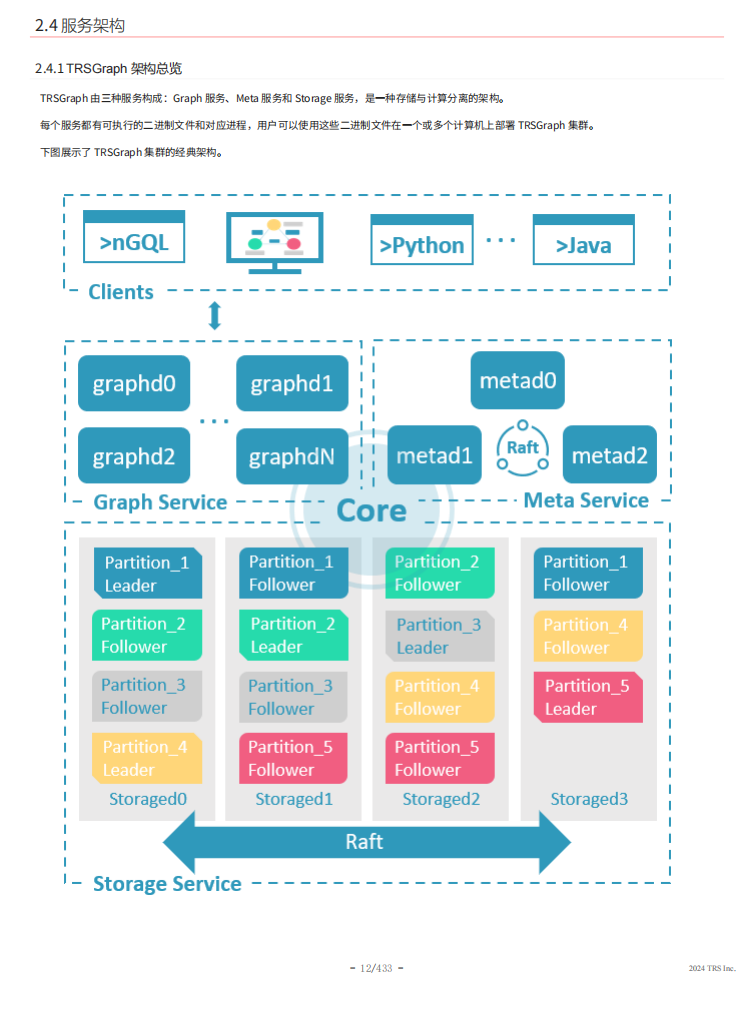 2.4 服务架构
2.4.1 TRSGraph 架构总览
TRSGraph 由三种服务构成：Graph 服务、Meta 服务和 Storage 服务，是一种存储与计算分离的架构。
每个服务都有可执行的二进制文件和对应进程，用户可以使用这些二进制文件在一个或多个计算机上部署 TRSGraph 集群。
下图展示了 TRSGraph 集群的经典架构。
>nGQL
>Python
...
>Java
Clients
graphd0
graphd1
...
graphd2
graphdN
Graph Service
metad0
metad1
Raft
metad2
Meta Service
Core
Partition_1
Leader
Partition_2
Follower
Partition_3
Follower
Partition_4
Leader
Storaged0
Partition_1
Follower
Partition_2
Leader
Partition_3
Follower
Partition_5
Follower
Storaged1
Partition_2
Follower
Partition_3
Leader
Partition_4
Follower
Partition_5
Follower
Storaged2
Partition_1
Follower
Partition_4
Follower
Partition_5
Leader
Storaged3
Raft
Storage Service
- 12/433 -
2024 TRS Inc.